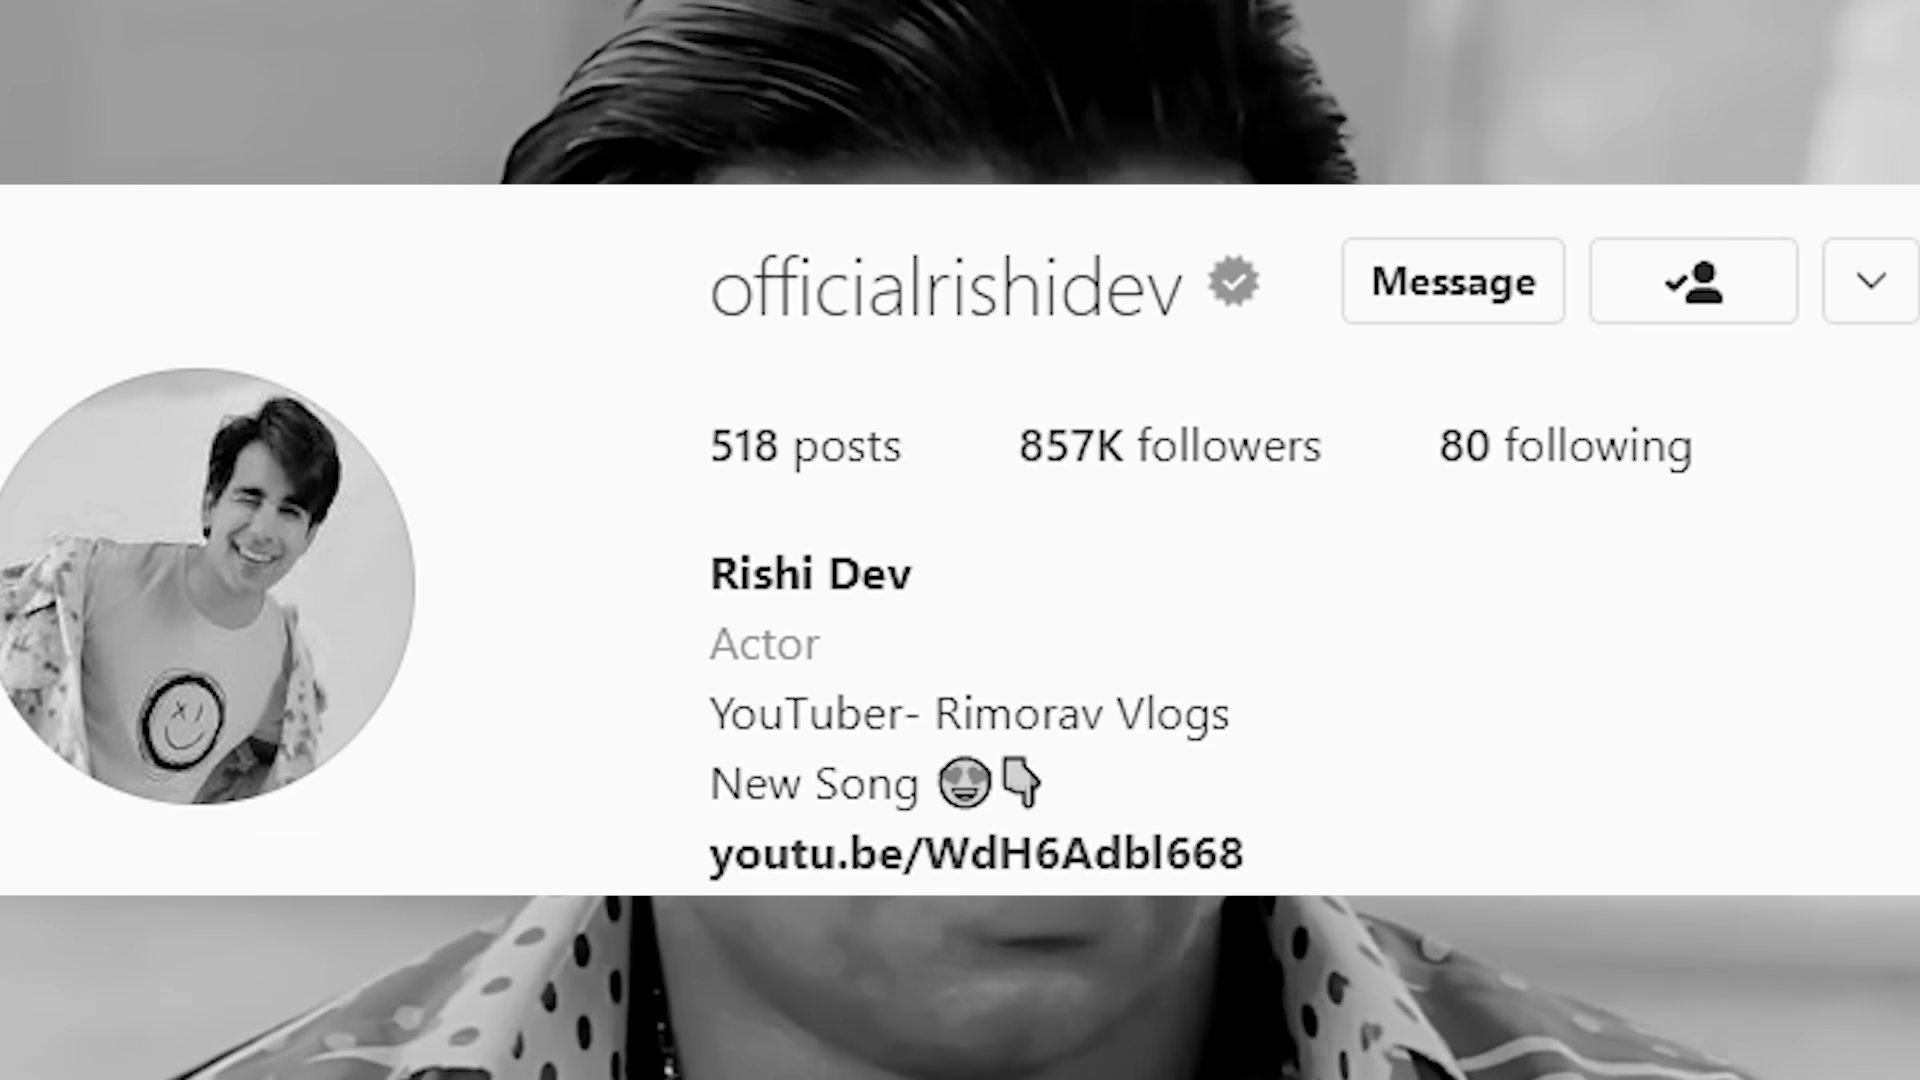 officialrishidev
Message
518 posts 857K followers 80 following
Rishi Dev
Actor
YouTuber- Rimorav Vlogs
New Song 😍👇
youtu.be/WdH6Adbl668